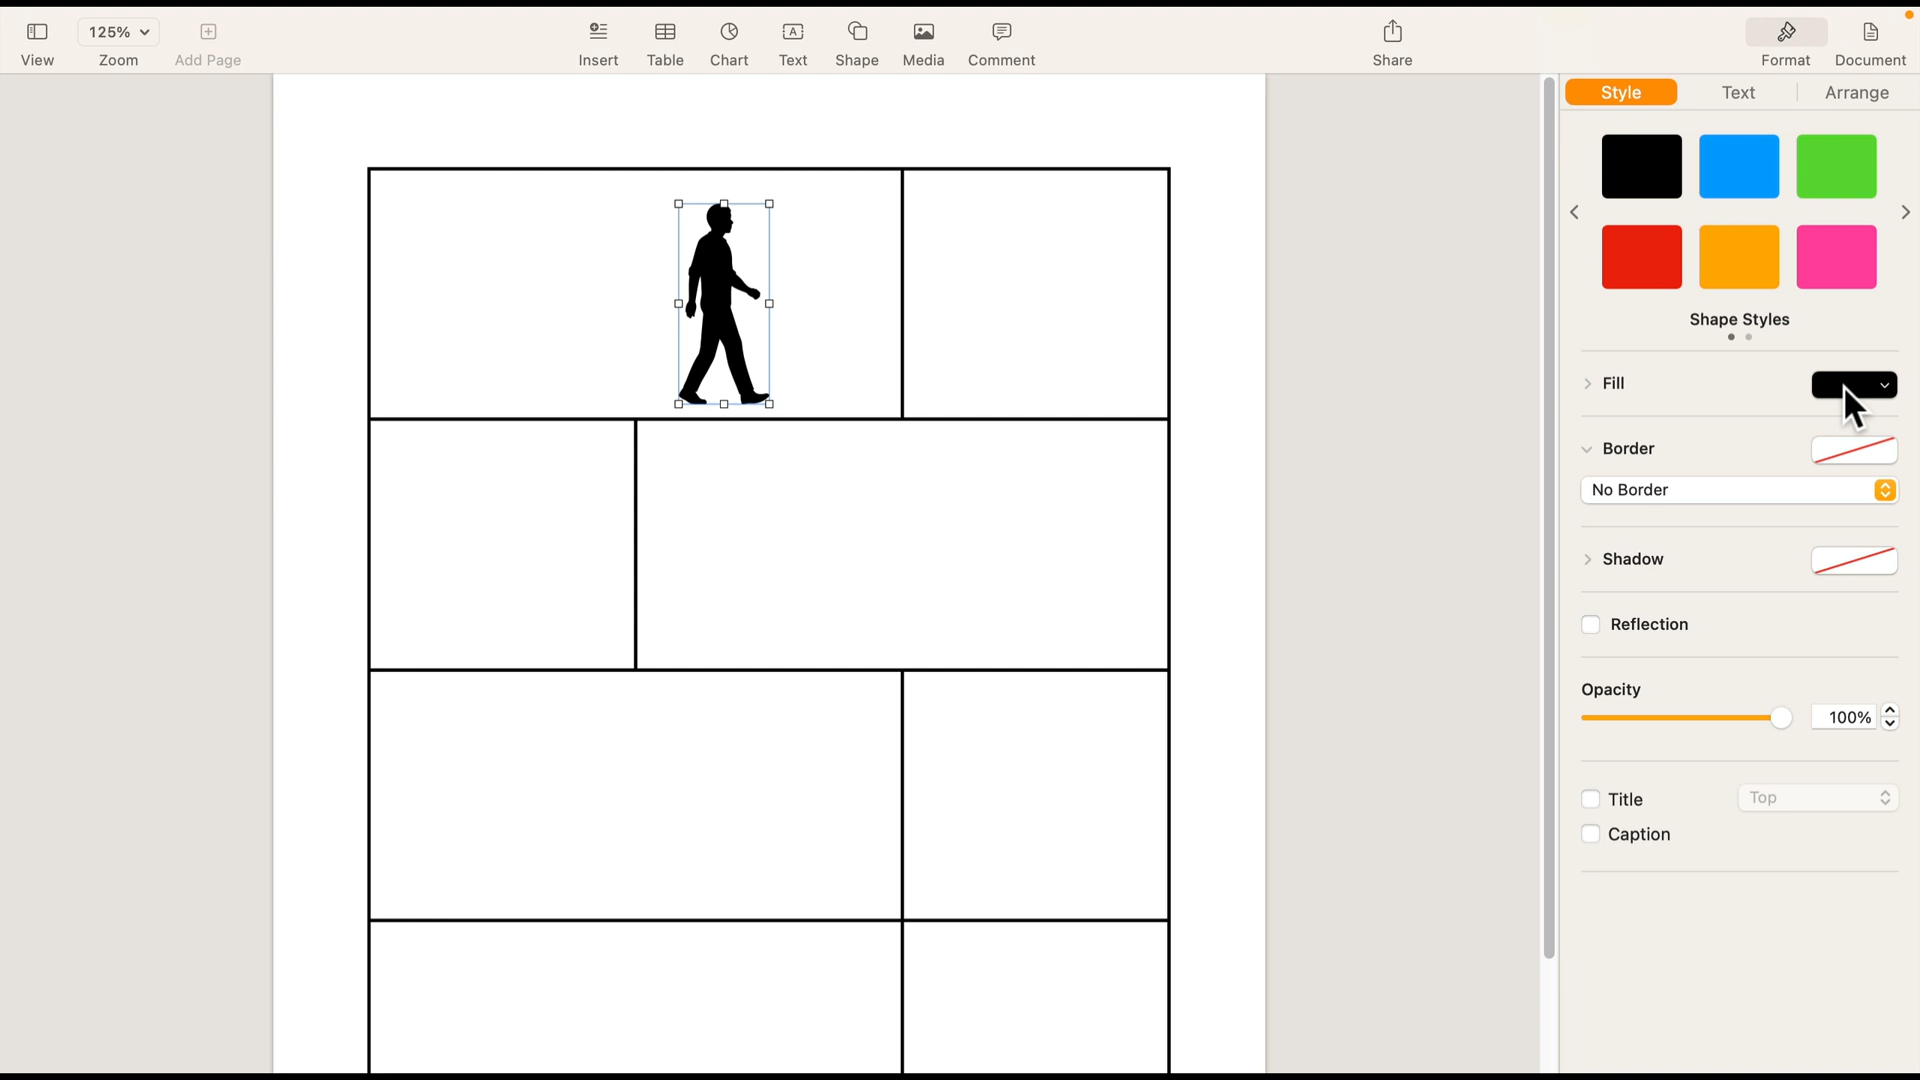 125%
View
Zoom
Add Page
Insert
Table
Chart
Text
Shape
Media
Comment
Share
Format
Document
Style
Text
Arrange
Shape Styles
Fill
Border
No Border
Shadow
Reflection
Opacity
100%
Title
Top
Caption